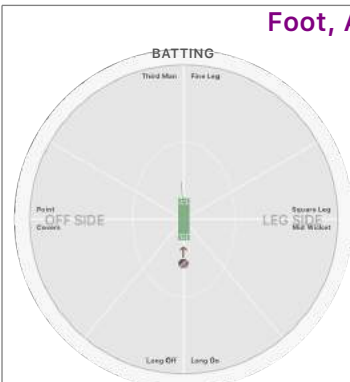 Foot, A
BATTING
Third Man Fine Leg
Point Square Leg
OFF SIDE LEG SIDE
Covers Mid Wicket
Long Off Long On